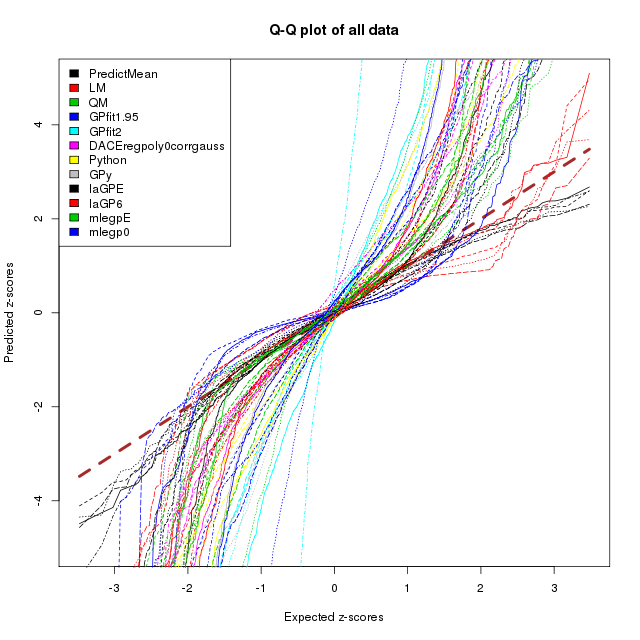 Q-Q plot of all data
PredictMean
LM
QM
GPfit1.95
GPfit2
DACEregpoly0corrgauss
Python
GPy
laGPE
laGP6
mlegpE
mlegp0
4
2
0
-2
-4
Predicted z-scores
-3 -2 -1 0 1 2 3
Expected z-scores